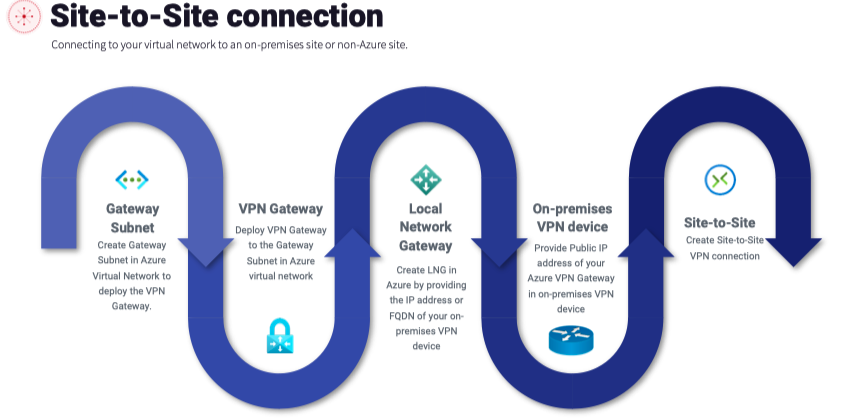 Site-to-Site connection
Connecting to your virtual network to an on-premises site or non-Azure site.
Gateway
Subnet
Create Gateway
Subnet in Azure
Virtual Network to
deploy the VPN
Gateway.
VPN Gateway
Deploy VPN Gateway
to the Gateway
Subnet in Azure
virtual network
Local
Network
Gateway
Create LNG in
Azure by providing
the IP address or
FQDN of your on-
premises VPN
device
On-premises
VPN device
Provide Public IP
address of your
Azure VPN Gateway
in on-premises VPN
device
Site-to-Site
Create Site-to-Site
VPN connection